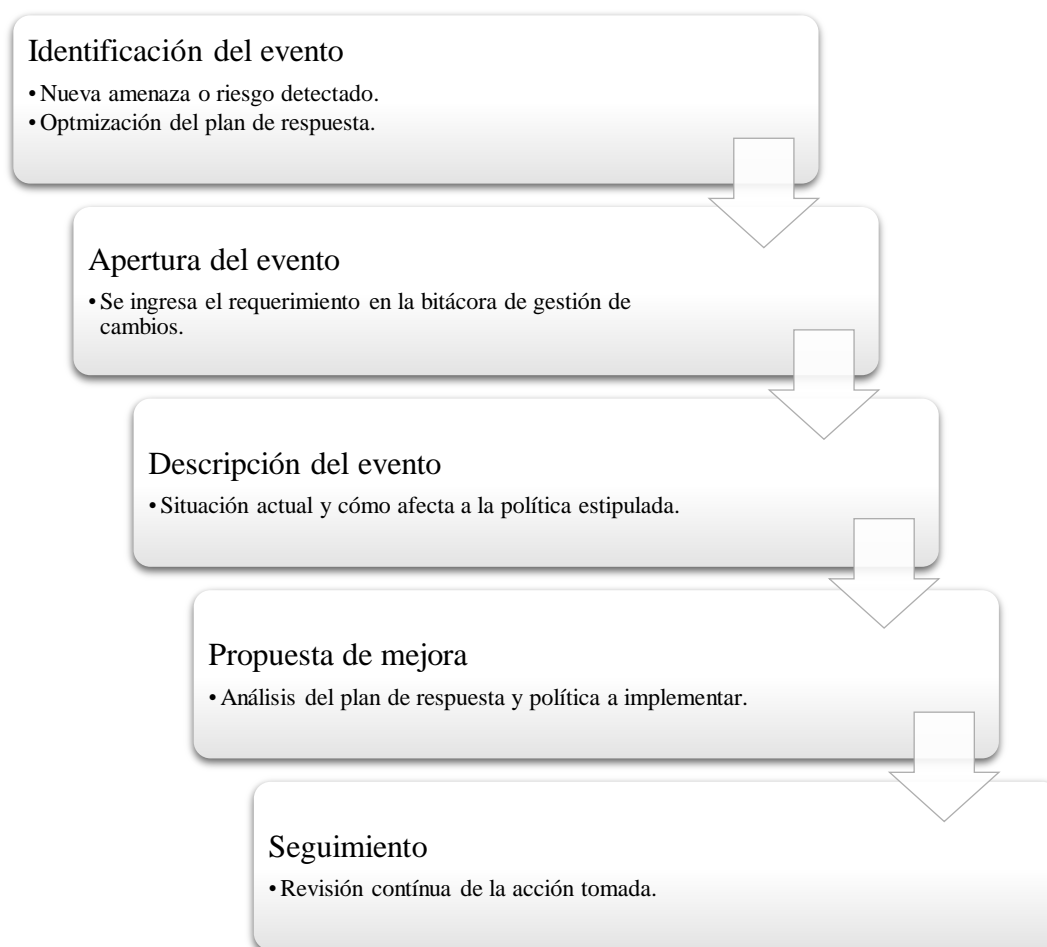 Identificación del evento
• Nueva amenaza o riesgo detectado.
• Optmización del plan de respuesta.
Apertura del evento
• Se ingresa el requerimiento en la bitácora de gestión de
cambios.
Descripción del evento
• Situación actual y cómo afecta a la política estipulada.
Propuesta de mejora
• Análisis del plan de respuesta y política a implementar.
Seguimiento
• Revisión contínua de la acción tomada.